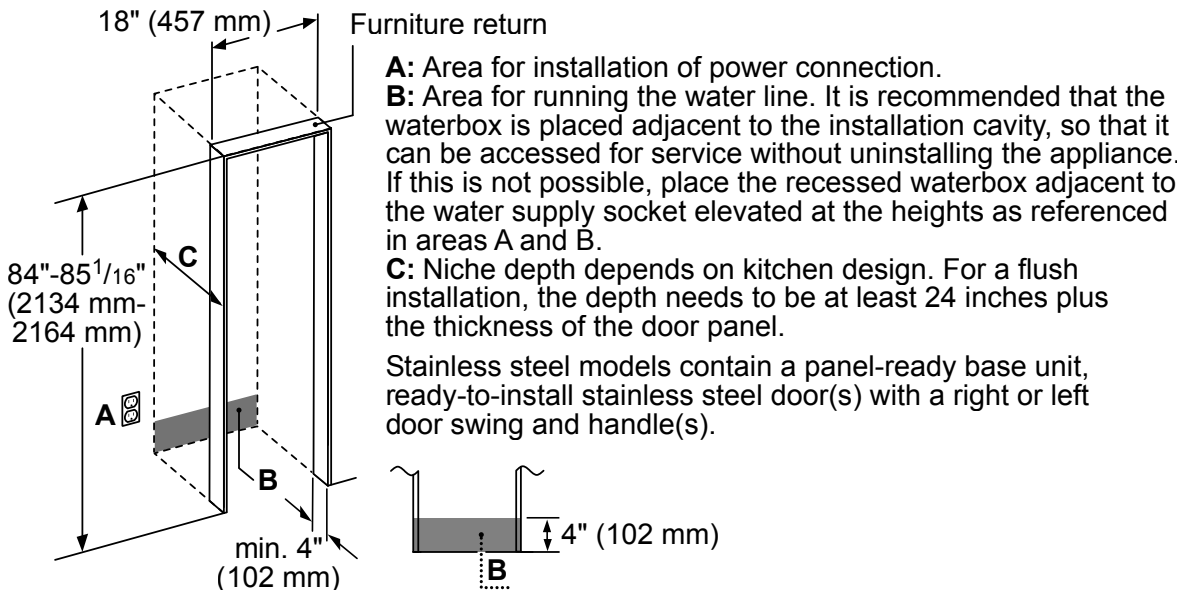 18" (457 mm)
Furniture return
A: Area for installation of power connection.
B: Area for running the water line. It is recommended that the
waterbox is placed adjacent to the installation cavity, so that it
can be accessed for service without uninstalling the appliance.
If this is not possible, place the recessed waterbox adjacent to
the water supply socket elevated at the heights as referenced
in areas A and B.
C: Niche depth depends on kitchen design. For a flush
installation, the depth needs to be at least 24 inches plus
the thickness of the door panel.
Stainless steel models contain a panel-ready base unit,
ready-to-install stainless steel door(s) with a right or left
door swing and handle(s).
C
84"-85 1/16"
(2134 mm-
2164 mm)
A
B
min. 4"
(102 mm)
4" (102 mm)
B